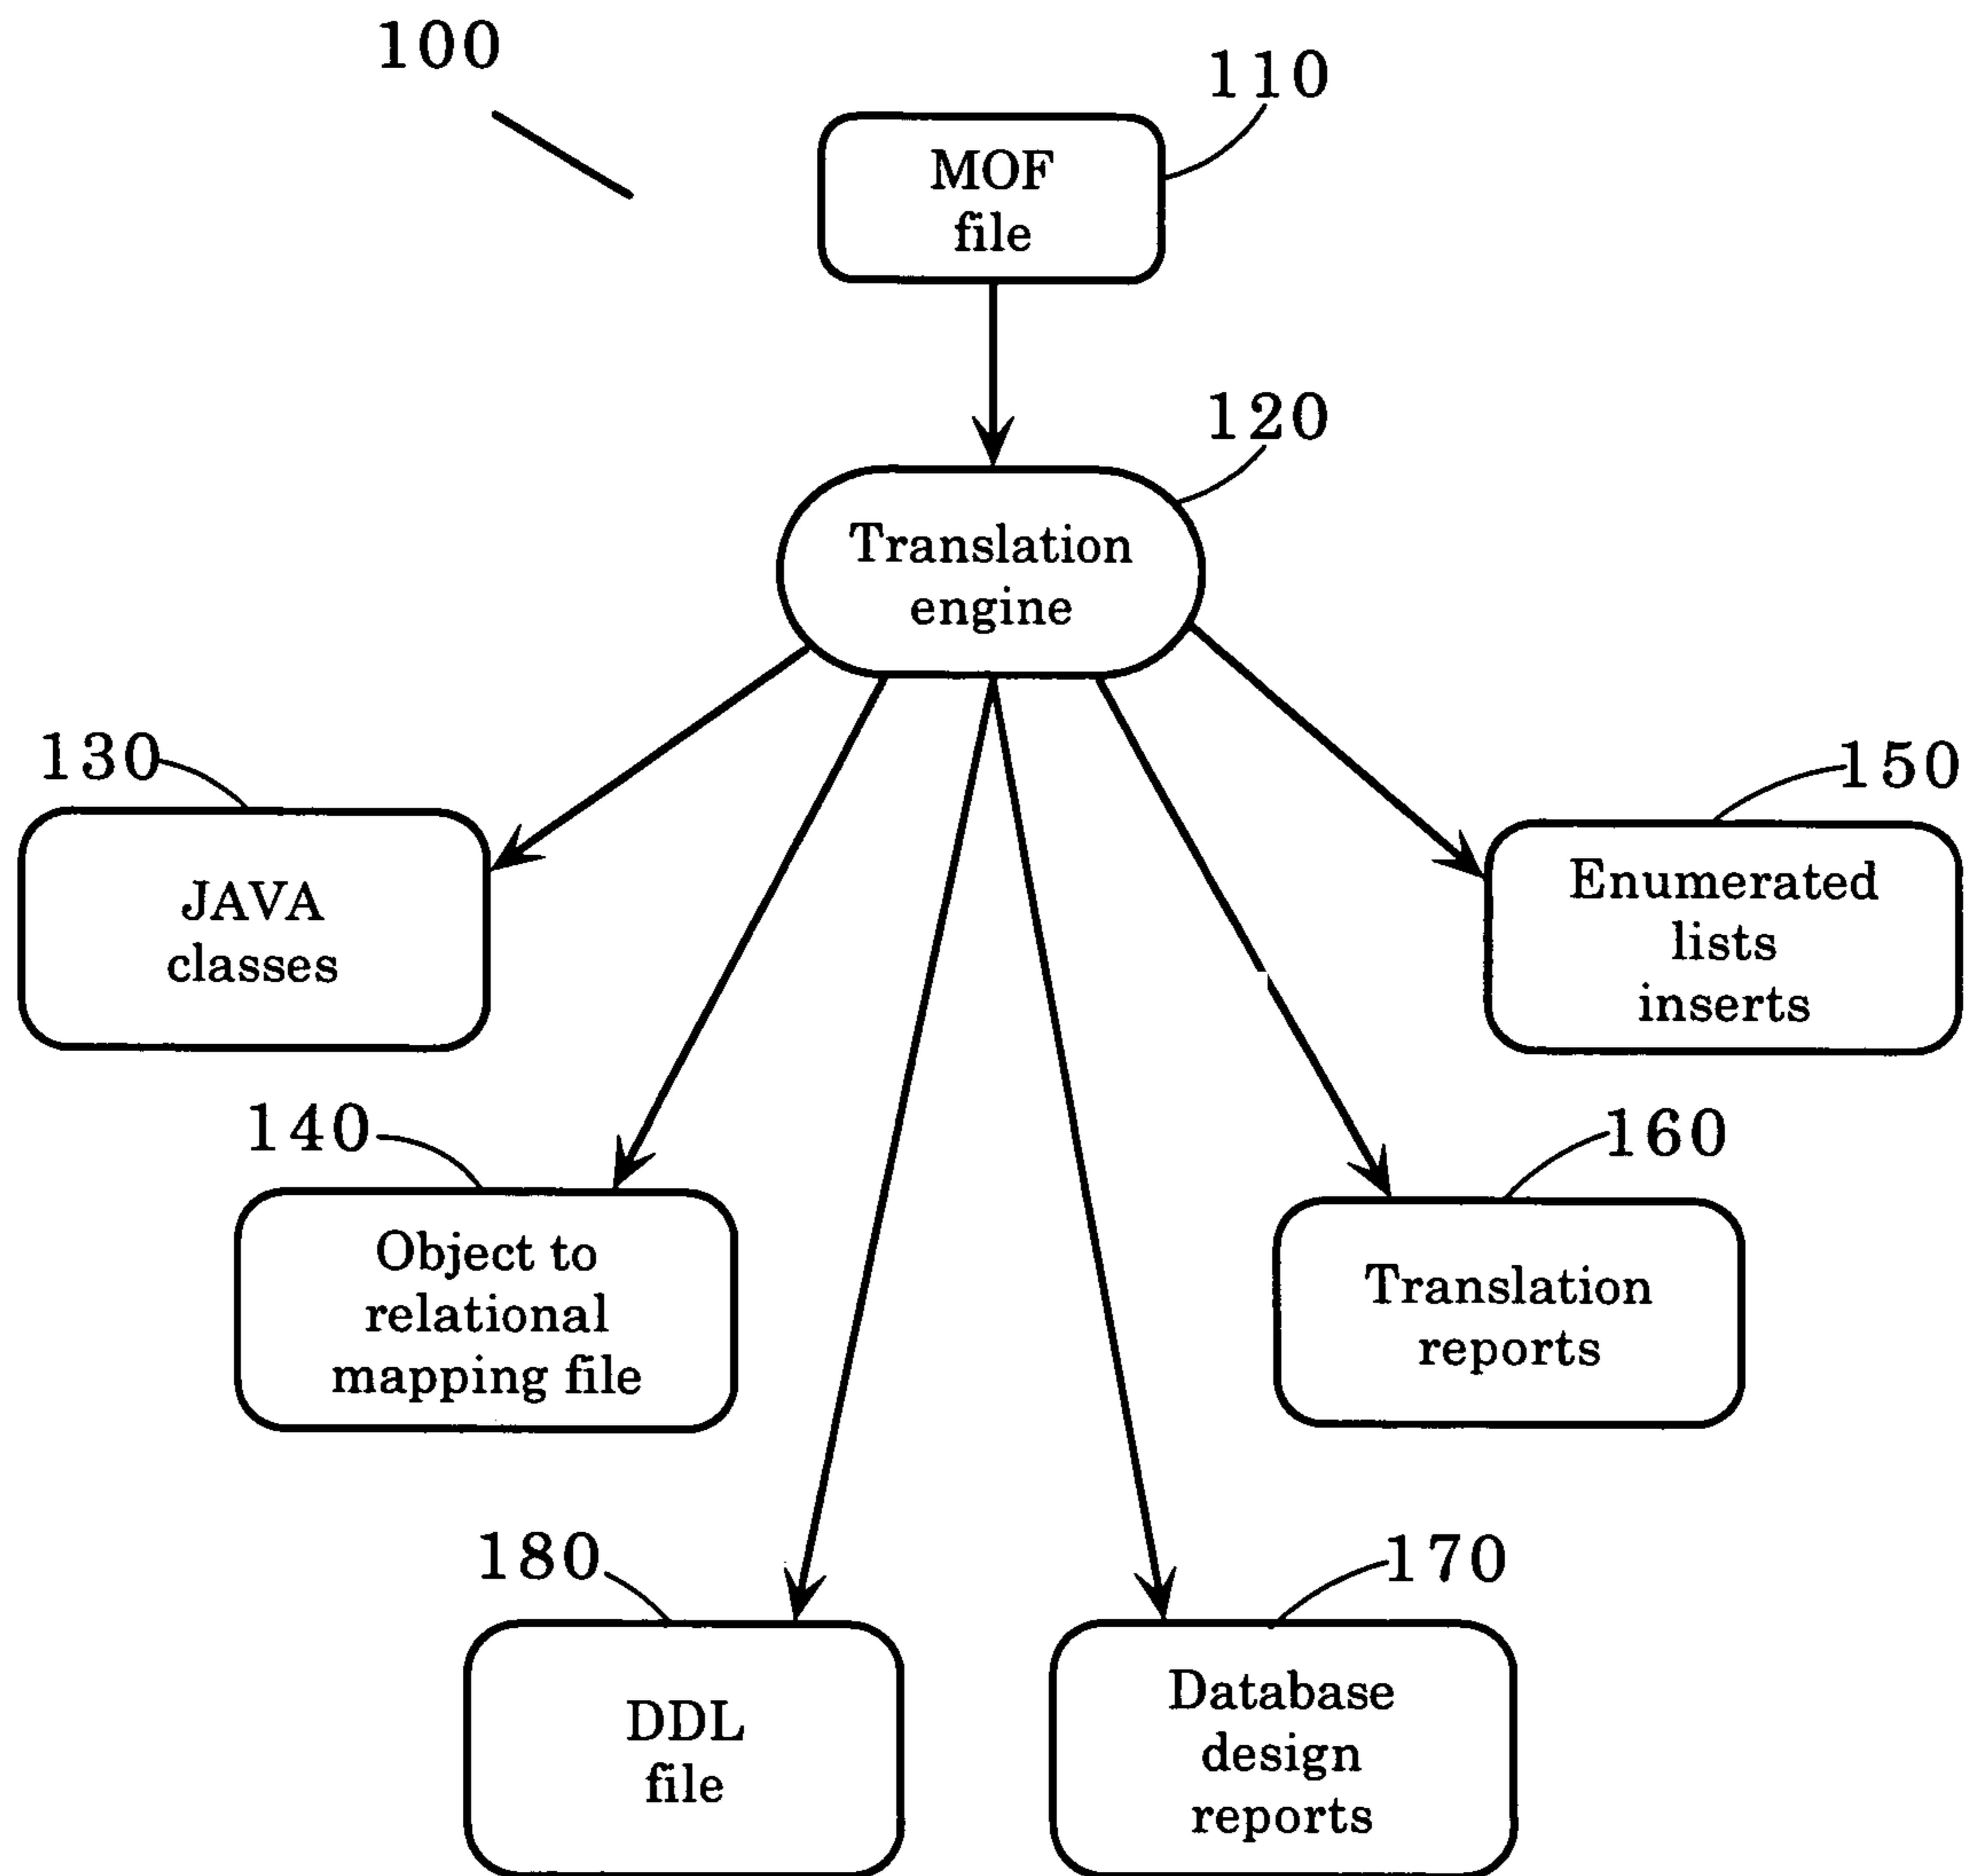 100
110
MOF
file
120
Translation
engine
130
JAVA
classes
150
Enumerated
lists
inserts
140
Object to
relational
mapping file
160
Translation
reports
180
DDL
file
170
Database
design
reports